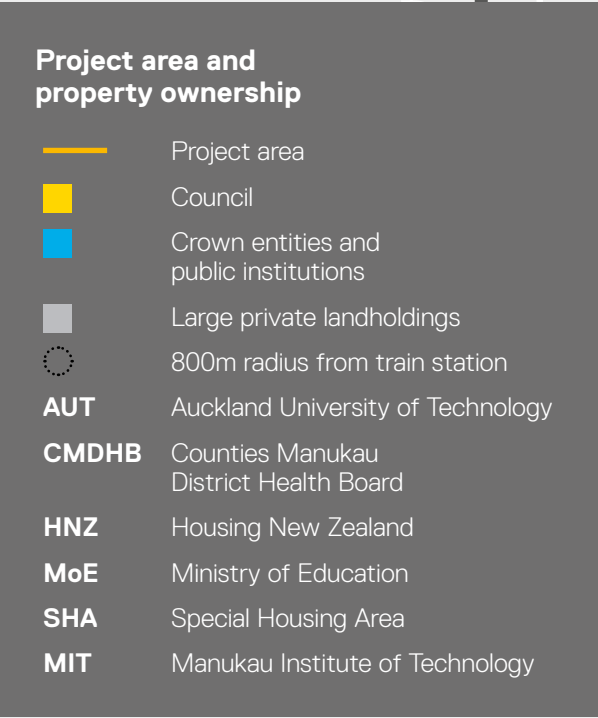 Project area and
property ownership
Project area
Council
Crown entities and
public institutions
Large private landholdings
800m radius from train station
AUT Auckland University of Technology
CMDHB Counties Manukau
District Health Board
HNZ Housing New Zealand
MoE Ministry of Education
SHA Special Housing Area
MIT Manukau Institute of Technology